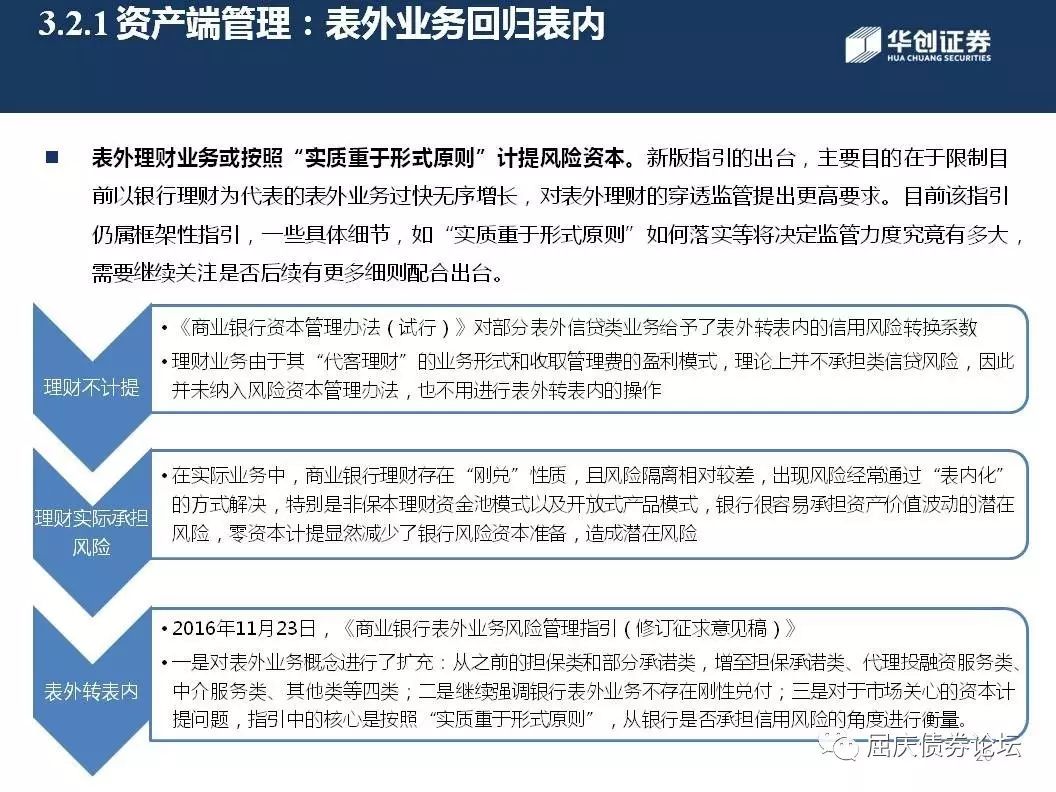 3.2.1资产端管理：表外业务回归表内
华创证券
HUA CHUANG SECURITIES
表外理财业务或按照“实质重于形式原则”计提风险资本。新版指引的出台，主要目的在于限制目
前以银行理财为代表的表外业务过快无序增长，对表外理财的穿透监管提出更高要求。目前该指引
仍属框架性指引，一些具体细节，如“实质重于形式原则”如何落实等将决定监管力度究竟有多大，
需要继续关注是否后续有更多细则配合出台。
理财不计提
•《商业银行资本管理办法（试行）》对部分表外信贷类业务给予了表外转表内的信用风险转换系数
•理财业务由于其“代客理财”的业务形式和收取管理费的盈利模式，理论上并不承担类信贷风险，因此
并未纳入风险资本管理办法，也不用进行表外转表内的操作
理财实际承担
风险
•在实际业务中，商业银行理财存在“刚兑”性质，且风险隔离相对较差，出现风险经常通过“表内化”
的方式解决，特别是非保本理财资金池模式以及开放式产品模式，银行很容易承担资产价值波动的潜在
风险，零资本计提显然减少了银行风险资本准备，造成潜在风险
表外转表内
•2016年11月23日，《商业银行表外业务风险管理指引（修订征求意见稿）》
•一是对表外业务概念进行了扩充：从之前的担保类和部分承诺类，增至担保承诺类、代理投融资服务类、
中介服务类、其他类等四类；二是继续强调银行表外业务不存在刚性兑付；三是对于市场关心的资本计
提问题，指引中的核心是按照“实质重于形式原则”，从银行是否承担信用风险的角度进行衡量。
屈庆债券论坛